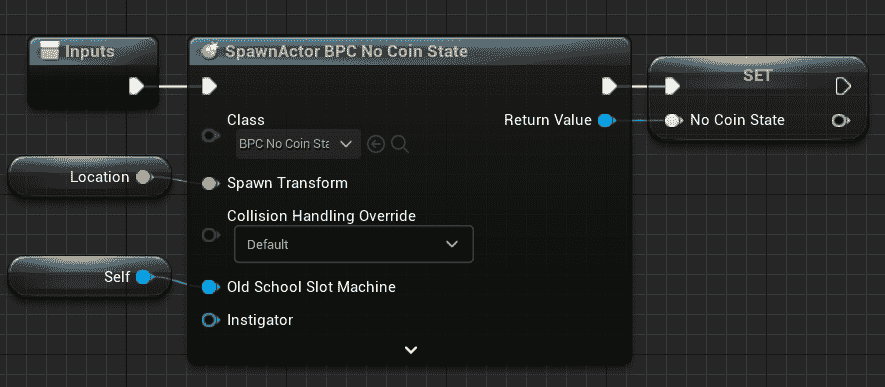 Inputs
SpawnActor BPC No Coin State
SET
Class
BPC No Coin Sta
Return Value
No Coin State
Location
Spawn Transform
Collision Handling Override
Default
Self
Old School Slot Machine
Instigator